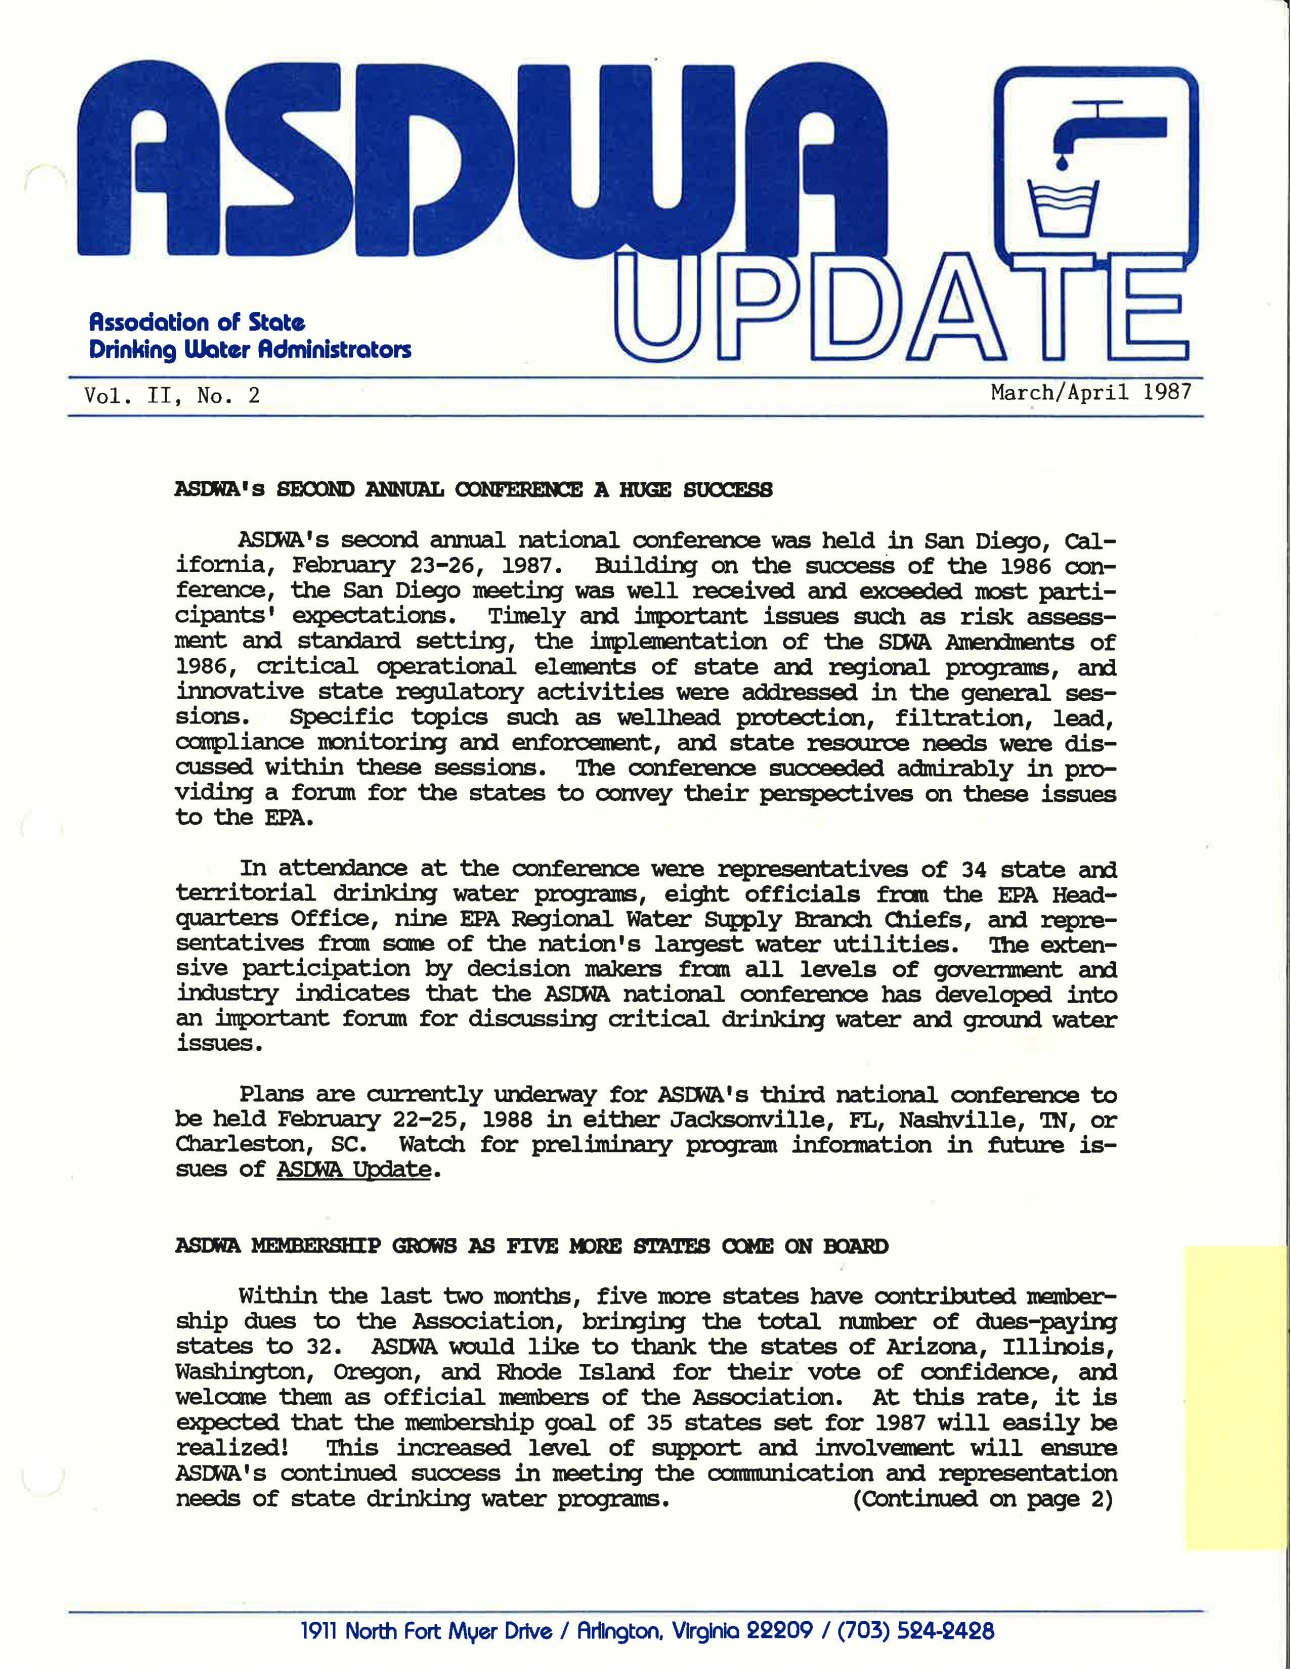 ASDWA
UPDATE
Association of State
Drinking Water Administrators
Vol. II, No. 2
March/April 1987
ASDWA's SECOND ANNUAL CONFERENCE A HUGE SUCCESS
ASDWA's second annual national conference was held in San Diego, Cal-
ifornia, February 23-26, 1987. Building on the success of the 1986 con-
ference, the San Diego meeting was well received and exceeded most parti-
cipants' expectations. Timely and important issues such as risk assess-
ment and standard setting, the implementation of the SDWA Amendments of
1986, critical operational elements of state and regional programs, and
innovative state regulatory activities were addressed in the general ses-
sions. Specific topics such as wellhead protection, filtration, lead,
compliance monitoring and enforcement, and state resource needs were dis-
cussed within these sessions. The conference succeeded admirably in pro-
viding a forum for the states to convey their perspectives on these issues
to the EPA.
In attendance at the conference were representatives of 34 state and
territorial drinking water programs, eight officials from the EPA Head-
quarters Office, nine EPA Regional Water Supply Branch Chiefs, and repre-
sentatives from some of the nation's largest water utilities. The exten-
sive participation by decision makers from all levels of government and
industry indicates that the ASDWA national conference has developed into
an important forum for discussing critical drinking water and ground water
issues.
Plans are currently underway for ASDWA's third national conference to
be held February 22-25, 1988 in either Jacksonville, FL, Nashville, TN, or
Charleston, SC. Watch for preliminary program information in future is-
sues of ASDWA Update.
ASDWA MEMBERSHIP GROWS AS FIVE MORE STATES COME ON BOARD
Within the last two months, five more states have contributed member-
ship dues to the Association, bringing the total number of dues-paying
states to 32. ASDWA would like to thank the states of Arizona, Illinois,
Washington, Oregon, and Rhode Island for their vote of confidence, and
welcome them as official members of the Association. At this rate, it is
expected that the membership goal of 35 states set for 1987 will easily be
realized! This increased level of support and involvement will ensure
ASDWA's continued success in meeting the communication and representation
needs of state drinking water programs. (Continued on page 2)
1911 North Fort Myer Drive / Arlington, Virginia 22209 / (703) 524-2428